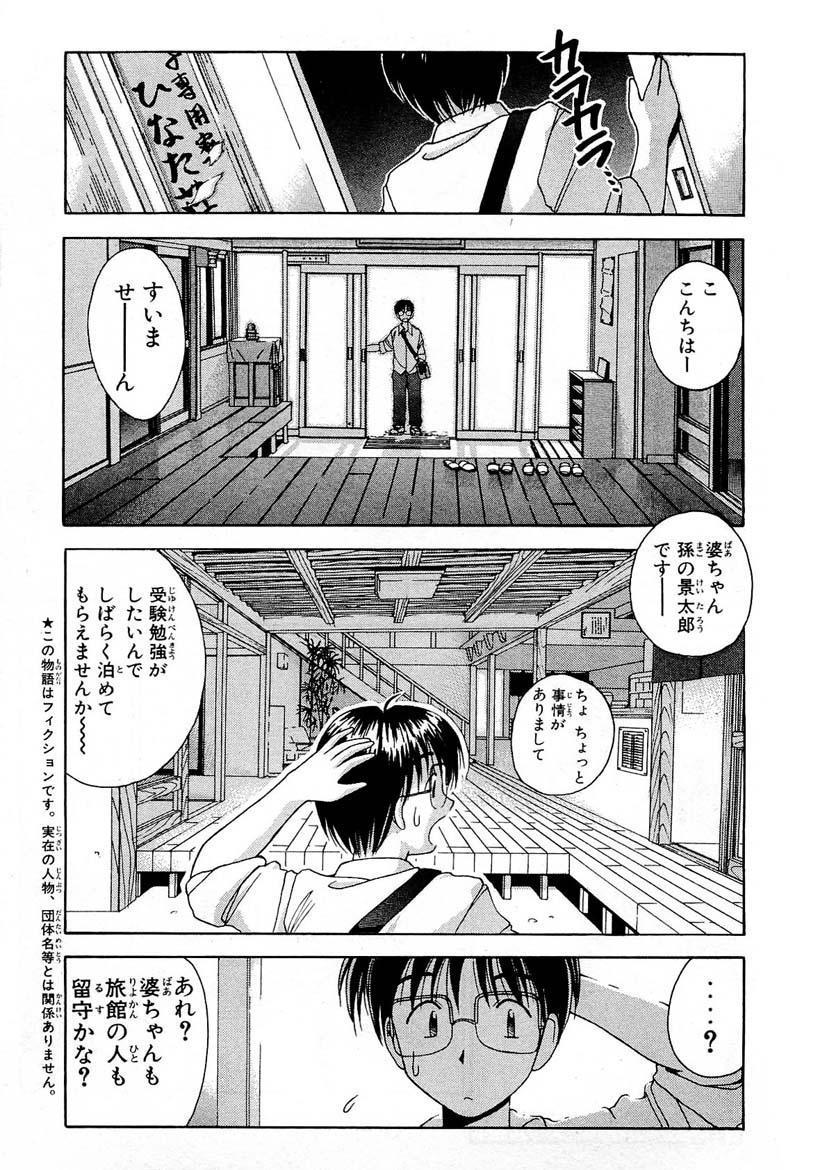 カラカラ…
女子専用寮
ひなた荘
こ
こんちはー
すいま
せーーん
婆ちゃん
孫の景太郎
ですーー
ちょ ちょっと
事情が
ありまして
受験勉強が
したいんで
しばらく泊めて
もらえませんか〜〜
・・・・・?
あれ?
婆ちゃんも
旅館の人も
留守かな?
★この物語はフィクションです。実在の人物、団体名等とは関係ありません。